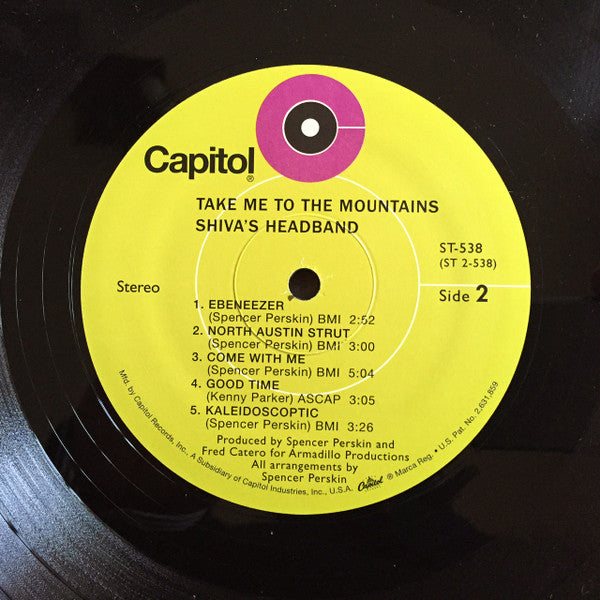 Capitol®
TAKE ME TO THE MOUNTAINS
SHIVA'S HEADBAND
ST-538
(ST 2-538)
Stereo
Side 2
1. EBENEEZER
(Spencer Perskin) BMI 2:52
2. NORTH AUSTIN STRUT
(Spencer Perskin) BMI 3:00
3. COME WITH ME
(Spencer Perskin) BMI 5:04
4. GOOD TIME
(Kenny Parker) ASCAP 3:05
5. KALEIDOSCOPTIC
(Spencer Perskin) BMI 3:26
Produced by Spencer Perskin and
Fred Catero for Armadillo Productions
All arrangements by
Spencer Perskin
Mfd. by Capitol Records, Inc., A Subsidiary of Capitol Industries, Inc., U.S.A. Capitol ® Marca Reg. • U.S. Pat. No. 2,631,859